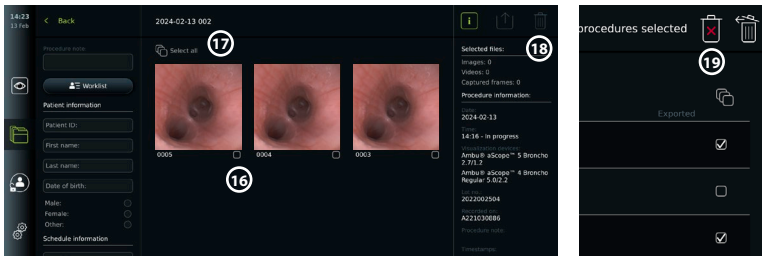 14:23
13 Feb
Back
Procedure note
Worklist
Patient information
Patient ID:
First name:
Last name:
Date of birth:
Male:
Female:
Other:
Schedule information
2024-02-13 002
Select all
17
0005
0004
0003
16
i
18
Selected files:
Images: 0
Videos: 0
Captured frames: 0
Procedure information:
Date:
2024-02-13
Time:
14:16 - In progress
Visualization devices:
Ambu® aScope™ 5 Broncho
2.7/1.2
Ambu® aScope™ 4 Broncho
Regular 5.0/2.2
Lot no.:
2022002504
Recorded on:
A221030886
Procedure note:
Timestamps:
procedures selected
19
Exported